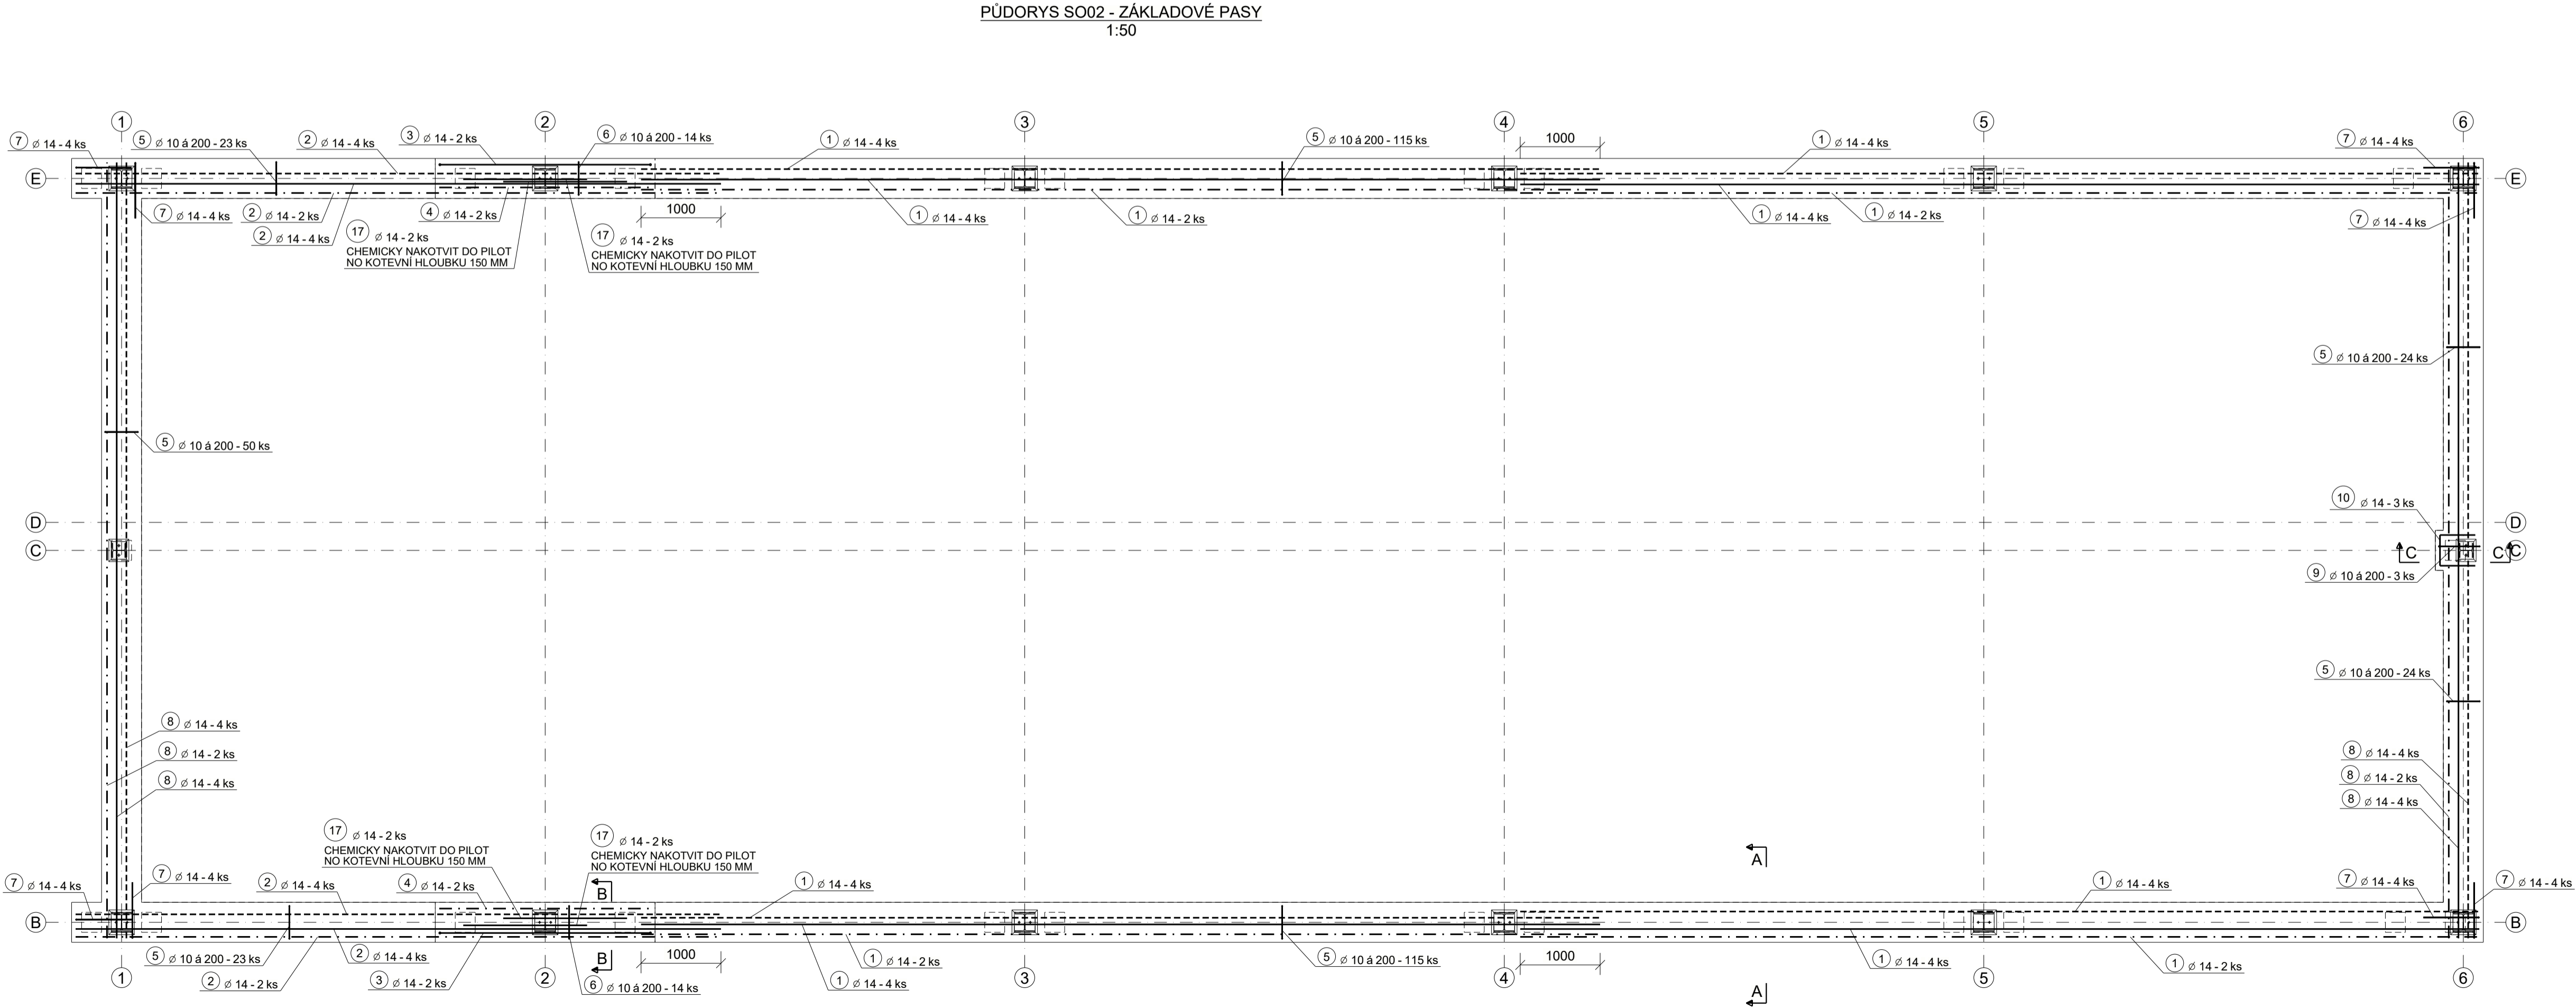 PŮDORYS SO02 - ZÁKLADOVÉ PASY
1:50
1 2 3 4 5 6
7 ⌀ 14 - 4 ks
5 ⌀ 10 á 200 - 23 ks
2 ⌀ 14 - 4 ks
3 ⌀ 14 - 2 ks
6 ⌀ 10 á 200 - 14 ks
1 ⌀ 14 - 4 ks
5 ⌀ 10 á 200 - 115 ks
1000
1 ⌀ 14 - 4 ks
7 ⌀ 14 - 4 ks
E
E
7 ⌀ 14 - 4 ks
2 ⌀ 14 - 2 ks
2 ⌀ 14 - 4 ks
4 ⌀ 14 - 2 ks
1000
1 ⌀ 14 - 4 ks
1 ⌀ 14 - 2 ks
1 ⌀ 14 - 4 ks
1 ⌀ 14 - 2 ks
7 ⌀ 14 - 4 ks
17 ⌀ 14 - 2 ks
CHEMICKY NAKOTVIT DO PILOT
NO KOTEVNÍ HLOUBKU 150 MM
17 ⌀ 14 - 2 ks
CHEMICKY NAKOTVIT DO PILOT
NO KOTEVNÍ HLOUBKU 150 MM
5 ⌀ 10 á 200 - 24 ks
5 ⌀ 10 á 200 - 50 ks
10 ⌀ 14 - 3 ks
D
D
C
C C
C
9 ⌀ 10 á 200 - 3 ks
5 ⌀ 10 á 200 - 24 ks
8 ⌀ 14 - 4 ks
8 ⌀ 14 - 2 ks
8 ⌀ 14 - 4 ks
8 ⌀ 14 - 4 ks
8 ⌀ 14 - 2 ks
8 ⌀ 14 - 4 ks
17 ⌀ 14 - 2 ks
CHEMICKY NAKOTVIT DO PILOT
NO KOTEVNÍ HLOUBKU 150 MM
17 ⌀ 14 - 2 ks
CHEMICKY NAKOTVIT DO PILOT
NO KOTEVNÍ HLOUBKU 150 MM
A
7 ⌀ 14 - 4 ks
7 ⌀ 14 - 4 ks
2 ⌀ 14 - 4 ks
4 ⌀ 14 - 2 ks
B
1 ⌀ 14 - 4 ks
1 ⌀ 14 - 4 ks
7 ⌀ 14 - 4 ks
7 ⌀ 14 - 4 ks
B
B
5 ⌀ 10 á 200 - 23 ks
2 ⌀ 14 - 2 ks
2 ⌀ 14 - 4 ks
3 ⌀ 14 - 2 ks
B
6 ⌀ 10 á 200 - 14 ks
1000
1 ⌀ 14 - 4 ks
1 ⌀ 14 - 2 ks
5 ⌀ 10 á 200 - 115 ks
1000
A
1 ⌀ 14 - 4 ks
1 ⌀ 14 - 2 ks
1 2 3 4 5 6